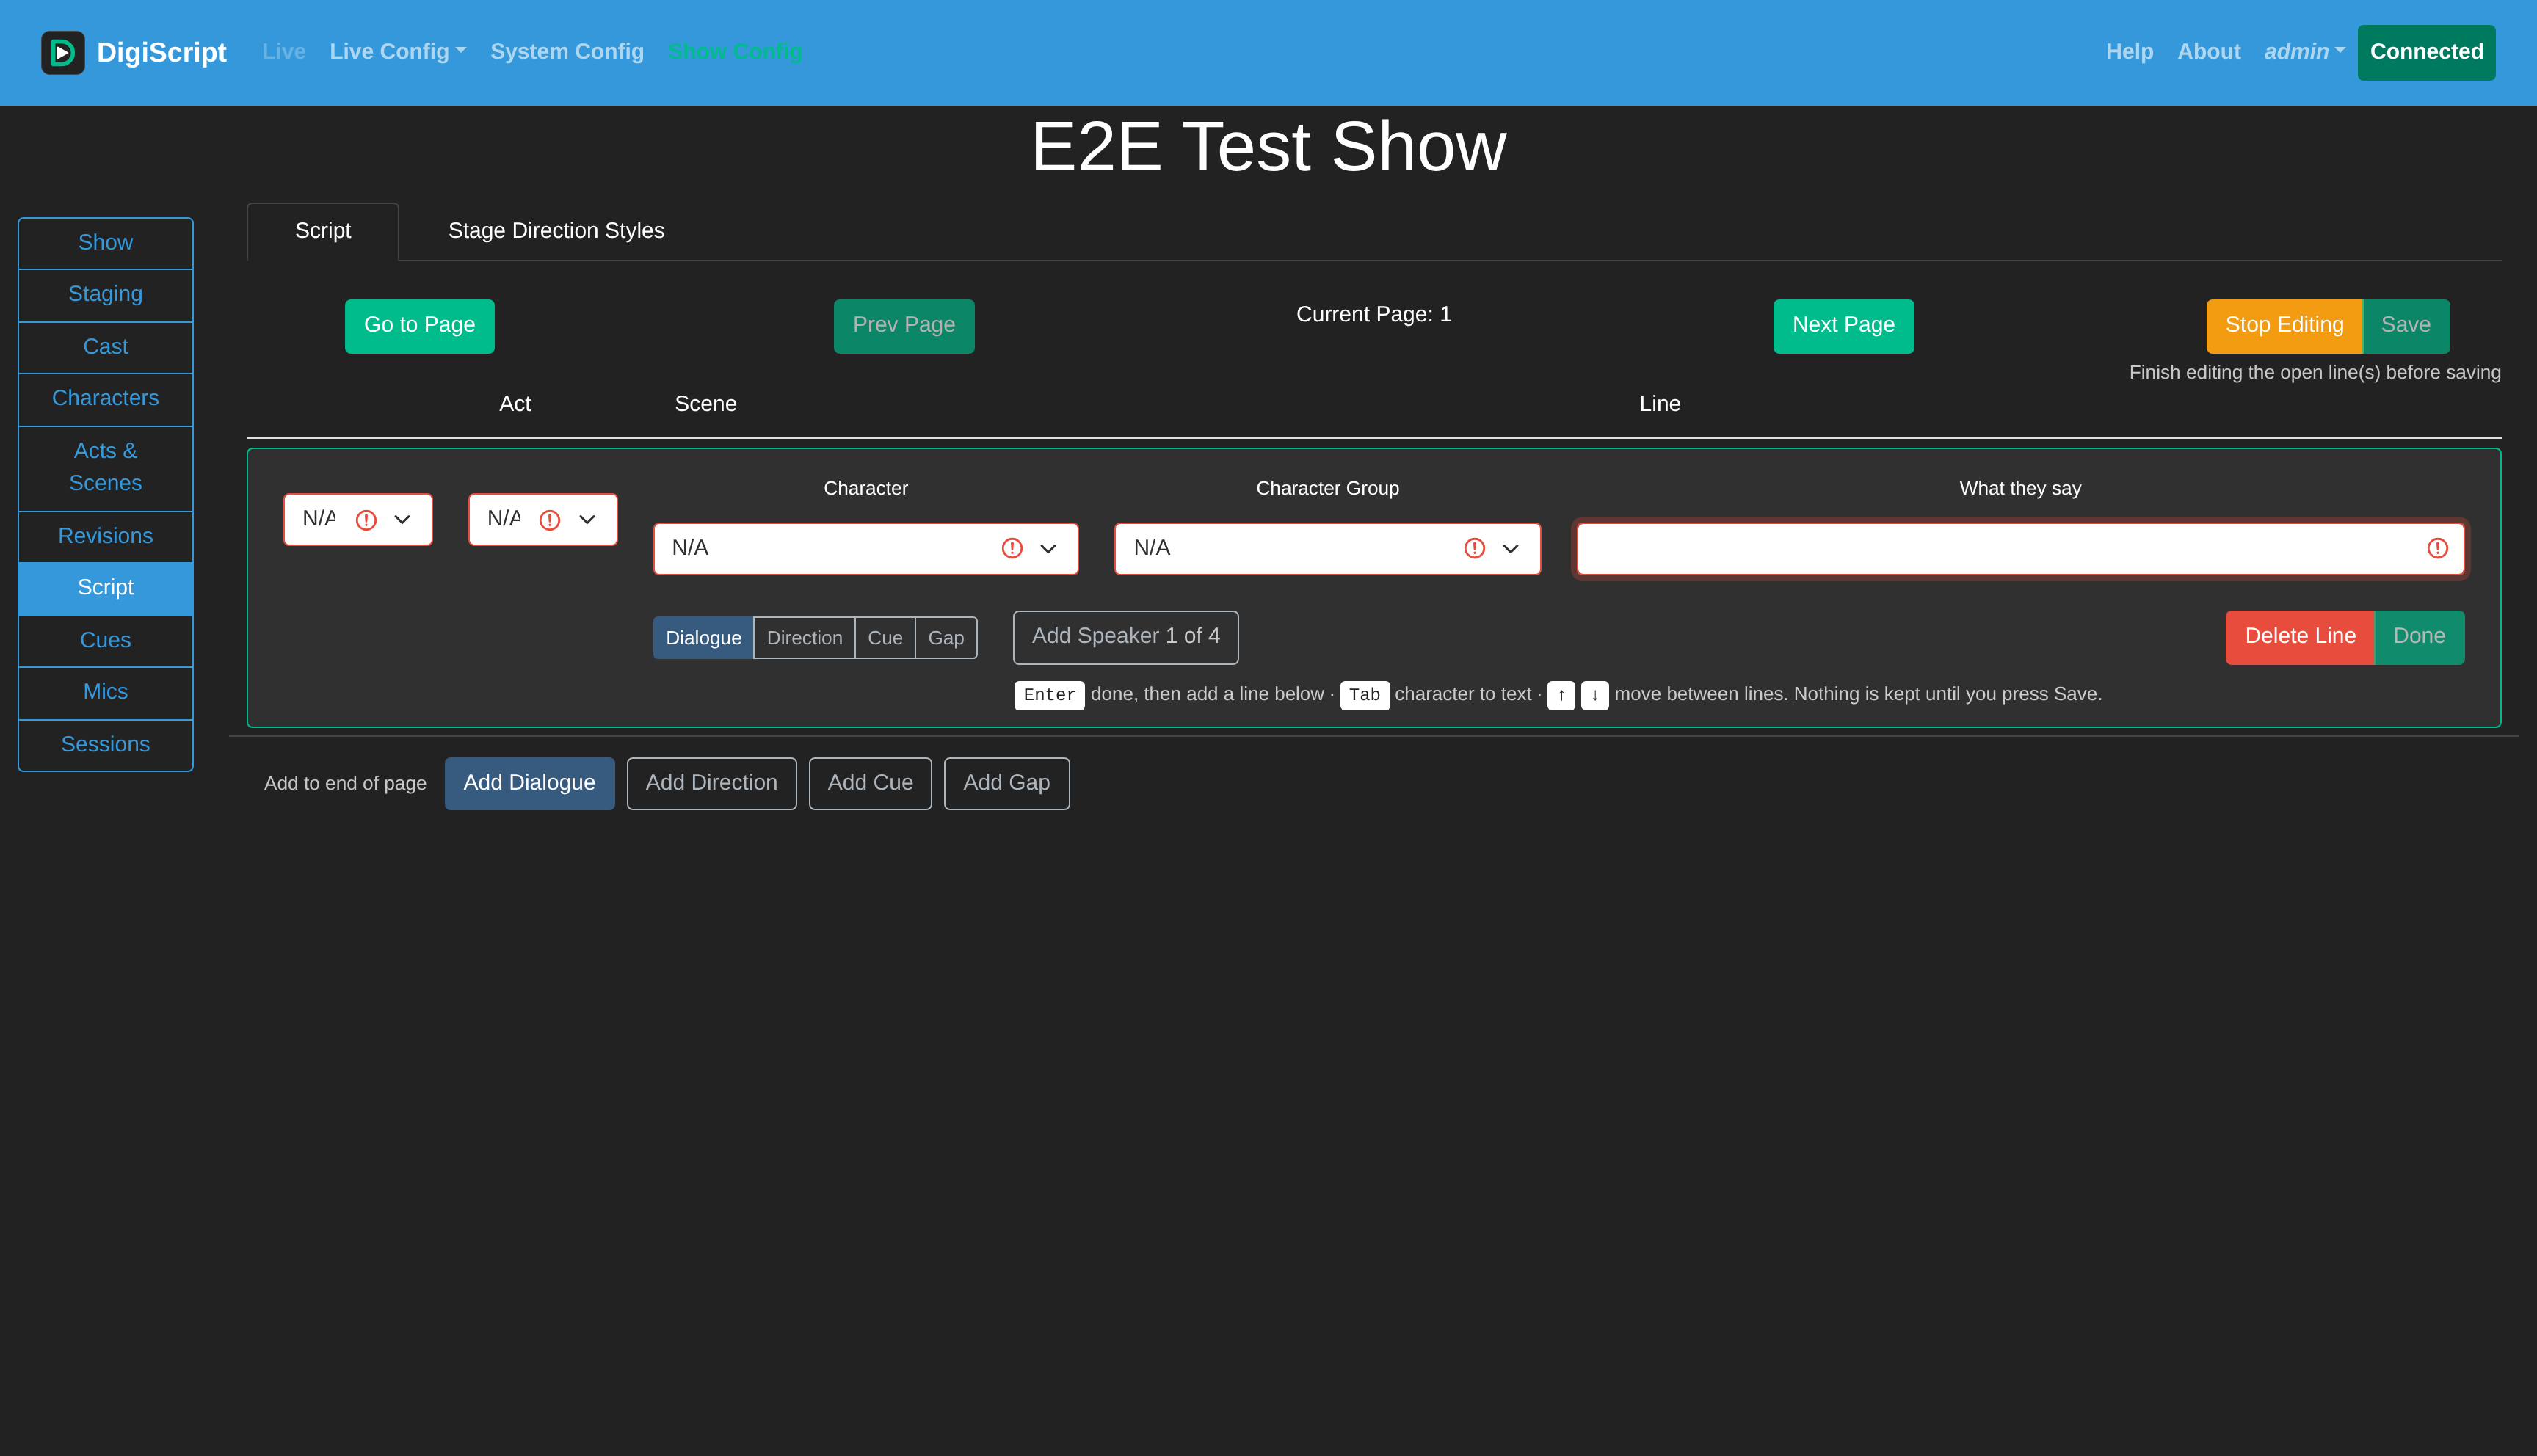 DigiScript Live Live Config System Config Show Config Help About admin Connected
E2E Test Show
Script Stage Direction Styles
Show
Staging
Cast
Characters
Acts &
Scenes
Revisions
Script
Cues
Mics
Sessions
Go to Page Prev Page Current Page: 1 Next Page Stop Editing Save
Finish editing the open line(s) before saving
Act Scene Line
Character Character Group What they say
N/A N/A N/A N/A
Dialogue Direction Cue Gap Add Speaker 1 of 4 Delete Line Done
Enter done, then add a line below · Tab character to text · ↑ ↓ move between lines. Nothing is kept until you press Save.
Add to end of page Add Dialogue Add Direction Add Cue Add Gap